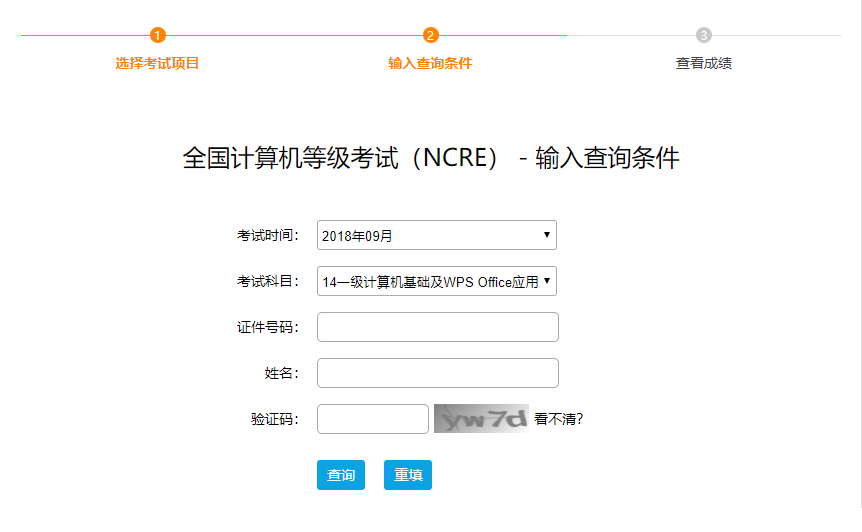 1
2
3
选择考试项目
输入查询条件
查看成绩
全国计算机等级考试（NCRE） - 输入查询条件
考试时间： 2018年09月
考试科目： 14一级计算机基础及WPS Office应用
证件号码：
姓名：
验证码： yw7d 看不清？
查询 重填